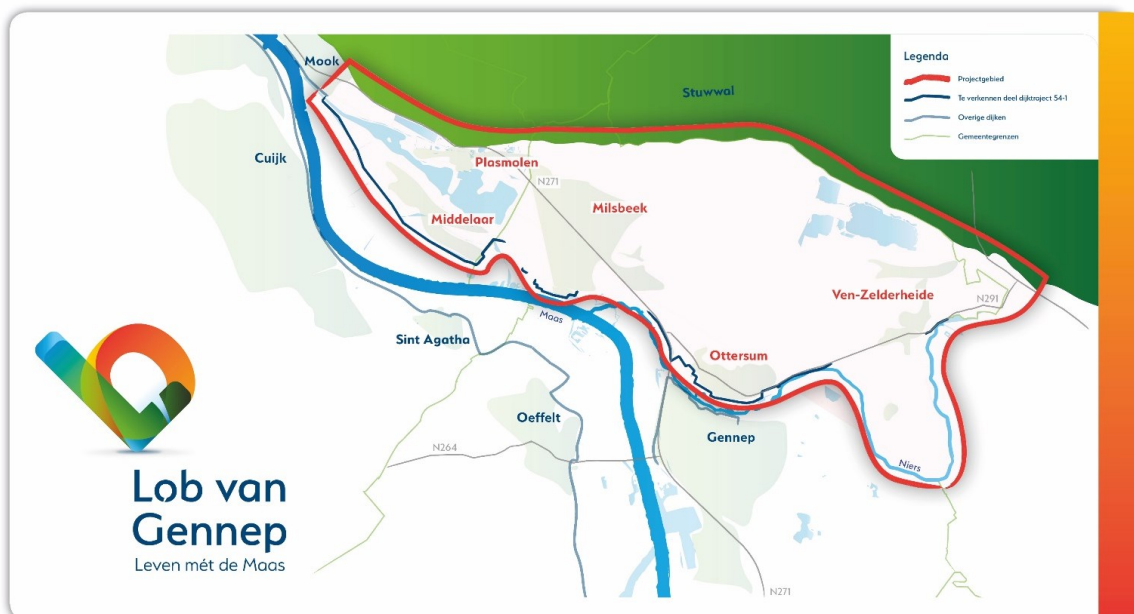 Mook
Legenda
Projectgebied
Te verkennen deel dijktraject 54-1
Overige dijken
Gemeentegrenzen
Stuwwal
Cuijk
Plasmolen
N271
Middelaar
Milsbeek
Ven-Zelderheide
N291
Maas
Sint Agatha
Ottersum
Oeffelt
Gennep
N264
Niers
Lob van
Gennep
Leven mét de Maas
N271